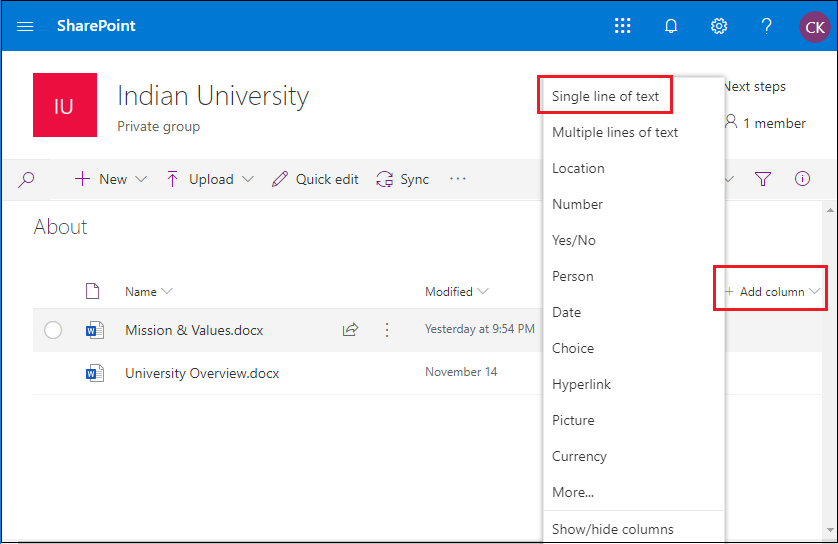 SharePoint
CK
IU
Indian University
Private group
Next steps
1 member
New
Upload
Quick edit
Sync
About
Name
Modified
Add column
Mission & Values.docx
Yesterday at 9:54 PM
University Overview.docx
November 14
Single line of text
Multiple lines of text
Location
Number
Yes/No
Person
Date
Choice
Hyperlink
Picture
Currency
More...
Show/hide columns